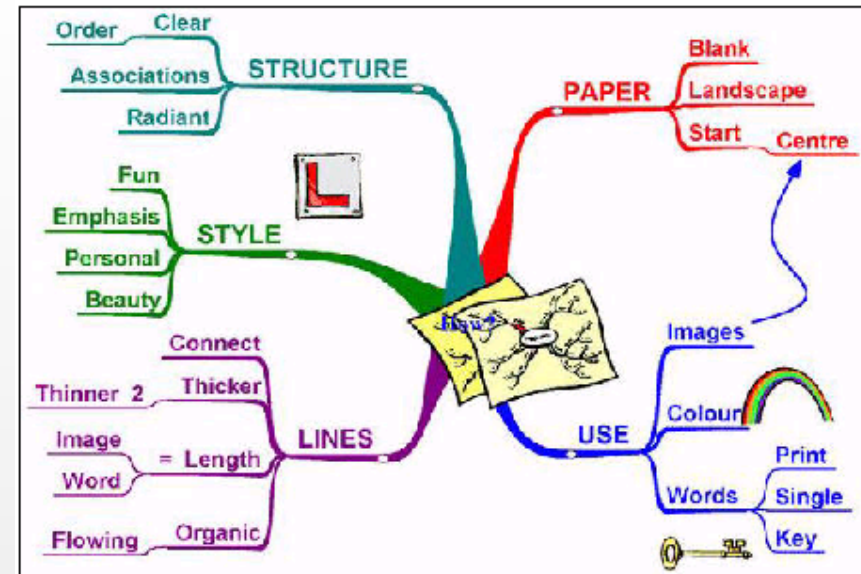 How?
PAPER
Blank
Landscape
Start
Centre
USE
Images
Colour
Words
Print
Single
Key
LINES
Connect
Thinner 2 Thicker
= Length
Image
Word
Flowing Organic
STYLE
Fun
Emphasis
Personal
Beauty
STRUCTURE
Order Clear
Associations
Radiant
L